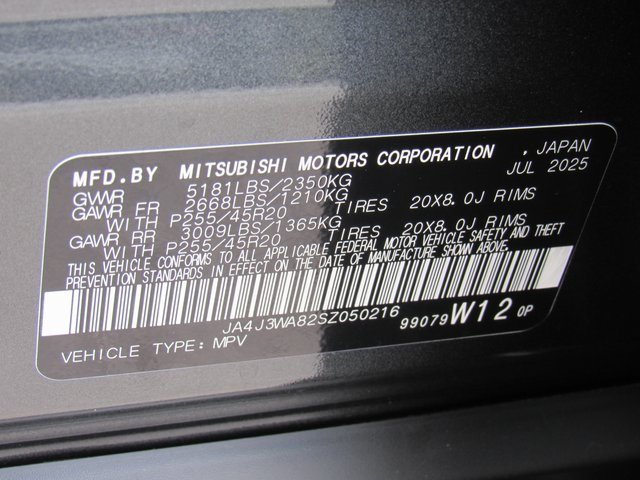 MFD.BY MITSUBISHI MOTORS CORPORATION , JAPAN
JUL 2025
GVWR 5181LBS/2350KG
GAWR FR 2668LBS/1210KG
WITH P255/45R20 TIRES 20X8.0J RIMS
GAWR RR 3009LBS/1365KG
WITH P255/45R20 TIRES 20X8.0J RIMS
THIS VEHICLE CONFORMS TO ALL APPLICABLE FEDERAL MOTOR VEHICLE SAFETY AND THEFT
PREVENTION STANDARDS IN EFFECT ON THE DATE OF MANUFACTURE SHOWN ABOVE.
JA4J3WA82SZ050216
99079 W12 0P
VEHICLE TYPE: MPV